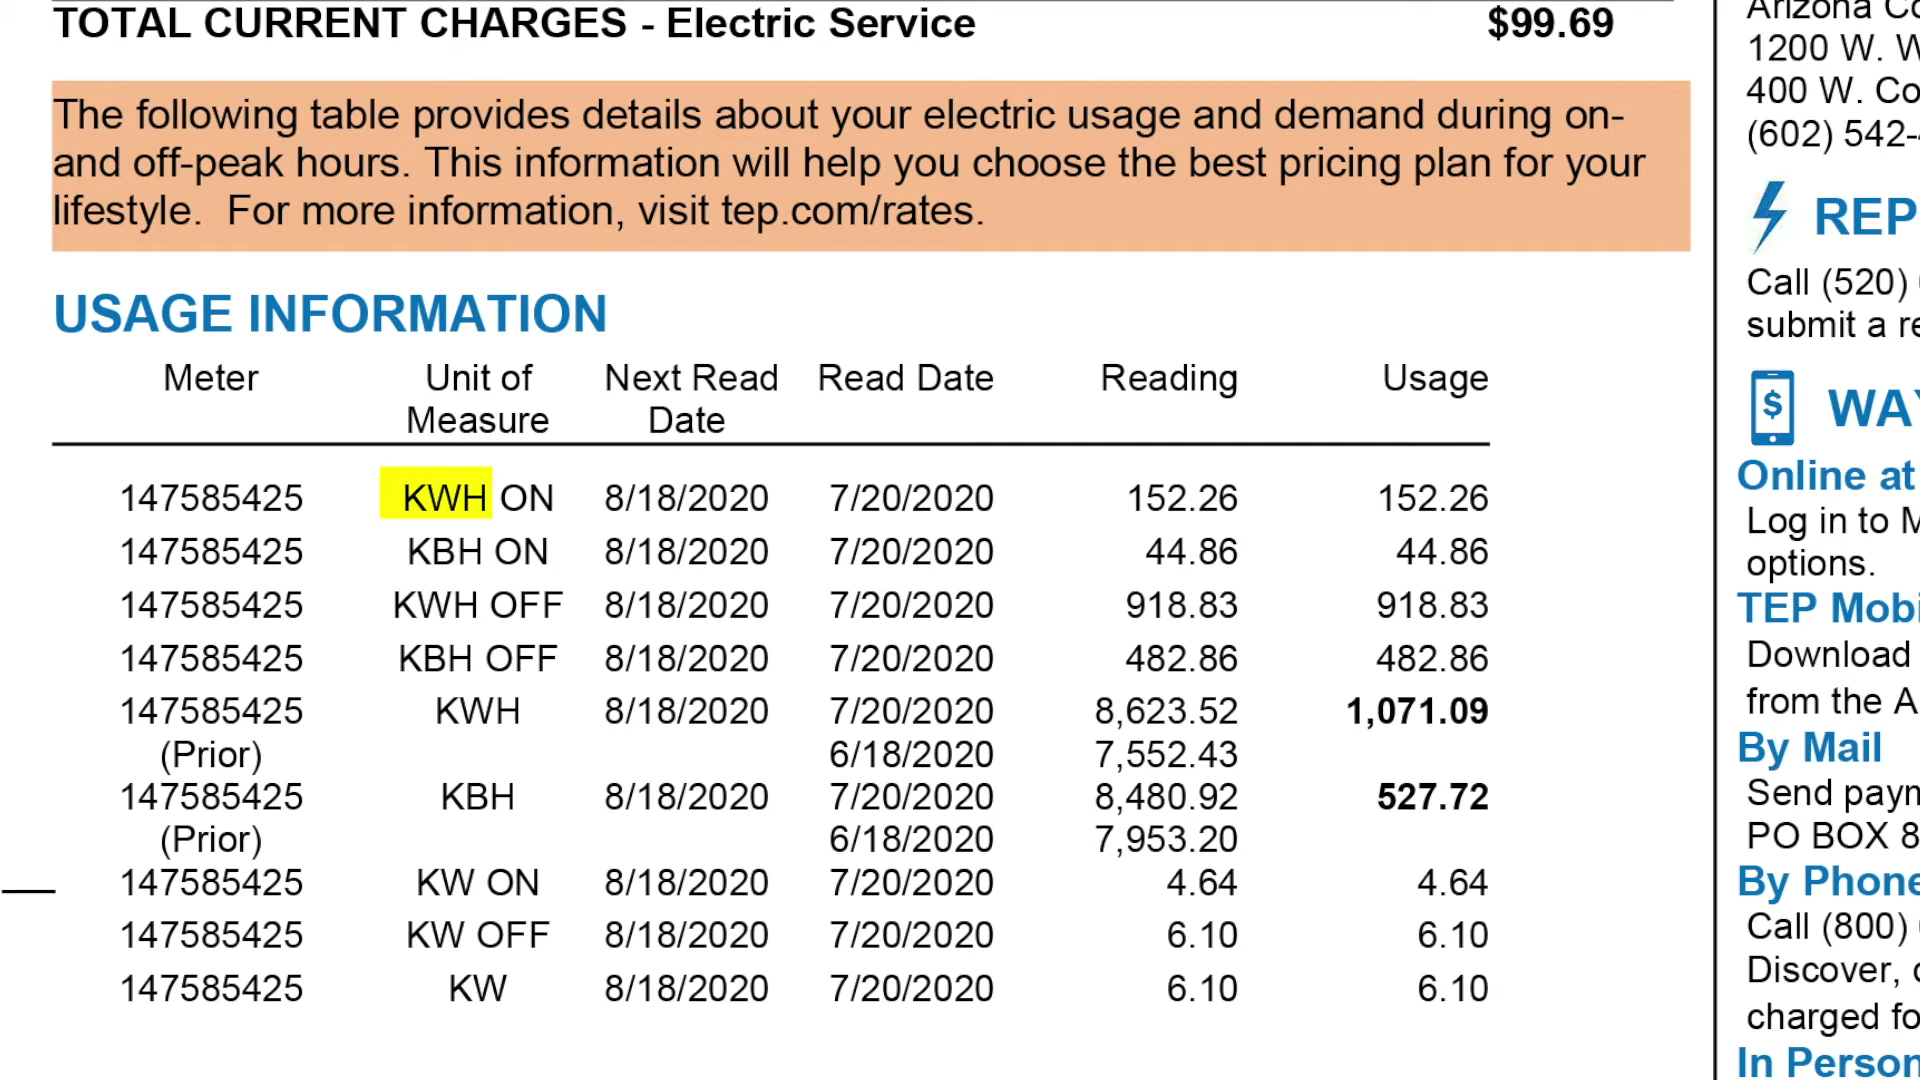 TOTAL CURRENT CHARGES - Electric Service $99.69
The following table provides details about your electric usage and demand during on-
and off-peak hours. This information will help you choose the best pricing plan for your
lifestyle. For more information, visit tep.com/rates.
USAGE INFORMATION
Meter Unit of Next Read Read Date Reading Usage
Measure Date
147585425 KWH ON 8/18/2020 7/20/2020 152.26 152.26
147585425 KBH ON 8/18/2020 7/20/2020 44.86 44.86
147585425 KWH OFF 8/18/2020 7/20/2020 918.83 918.83
147585425 KBH OFF 8/18/2020 7/20/2020 482.86 482.86
147585425 KWH 8/18/2020 7/20/2020 8,623.52 1,071.09
(Prior) 6/18/2020 7,552.43
147585425 KBH 8/18/2020 7/20/2020 8,480.92 527.72
(Prior) 6/18/2020 7,953.20
147585425 KW ON 8/18/2020 7/20/2020 4.64 4.64
147585425 KW OFF 8/18/2020 7/20/2020 6.10 6.10
147585425 KW 8/18/2020 7/20/2020 6.10 6.10
Arizona
1200 W.
400 W.
(602) 542-
$
Call (520)
submit a
Online at
Log in to
options.
TEP
Download
from the
By Mail
Send
PO BOX
By Phone
Call (800)
Discover,
charged
In Person